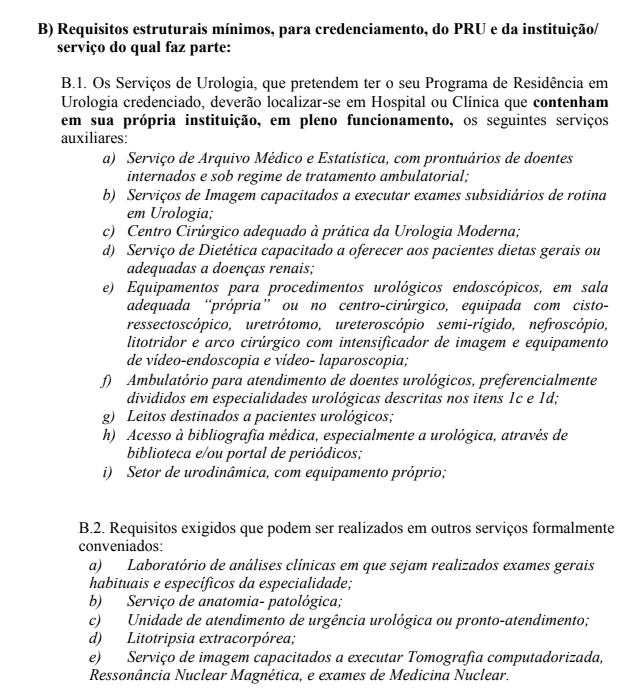 B) Requisitos estruturais mínimos, para credenciamento, do PRU e da instituição/
serviço do qual faz parte:
B.1. Os Serviços de Urologia, que pretendem ter o seu Programa de Residência em
Urologia credenciado, deverão localizar-se em Hospital ou Clínica que contenham
em sua própria instituição, em pleno funcionamento, os seguintes serviços
auxiliares:
a) Serviço de Arquivo Médico e Estatística, com prontuários de doentes
internados e sob regime de tratamento ambulatorial;
b) Serviços de Imagem capacitados a executar exames subsidiários de rotina
em Urologia;
c) Centro Cirúrgico adequado à prática da Urologia Moderna;
d) Serviço de Dietética capacitado a oferecer aos pacientes dietas gerais ou
adequadas a doenças renais;
e) Equipamentos para procedimentos urológicos endoscópicos, em sala
adequada “própria” ou no centro-cirúrgico, equipada com cisto-
ressectoscópico, uretrótomo, ureteroscópio semi-rígido, nefroscópio,
litotridor e arco cirúrgico com intensificador de imagem e equipamento
de vídeo-endoscopia e vídeo- laparoscopia;
f) Ambulatório para atendimento de doentes urológicos, preferencialmente
divididos em especialidades urológicas descritas nos itens 1c e 1d;
g) Leitos destinados a pacientes urológicos;
h) Acesso à bibliografia médica, especialmente a urológica, através de
biblioteca e/ou portal de periódicos;
i) Setor de urodinâmica, com equipamento próprio;
B.2. Requisitos exigidos que podem ser realizados em outros serviços formalmente
conveniados:
a) Laboratório de análises clínicas em que sejam realizados exames gerais
habituais e específicos da especialidade;
b) Serviço de anatomia- patológica;
c) Unidade de atendimento de urgência urológica ou pronto-atendimento;
d) Litotripsia extracorpórea;
e) Serviço de imagem capacitados a executar Tomografia computadorizada,
Ressonância Nuclear Magnética, e exames de Medicina Nuclear.